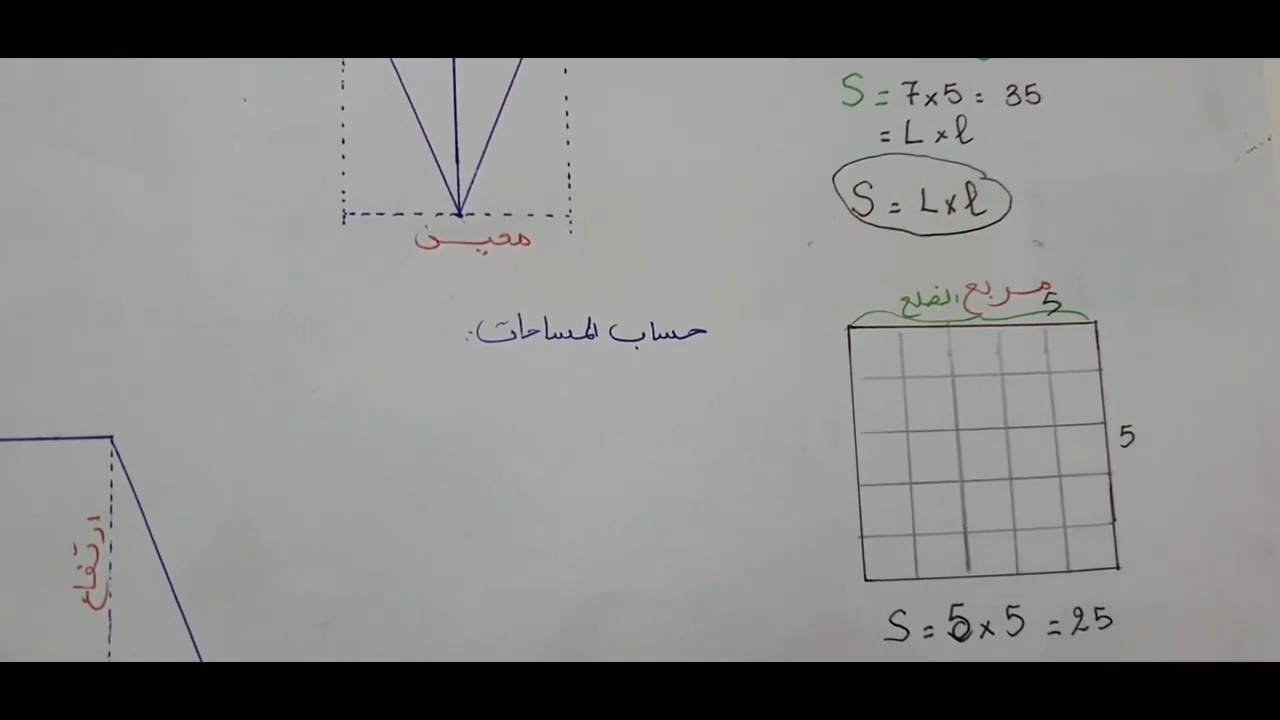 S = 7×5 = 35
= L × l
S = L×l
معين
مربع الضلع
5
حساب المساحات:
5
ارتفاع
S = 5×5 = 25